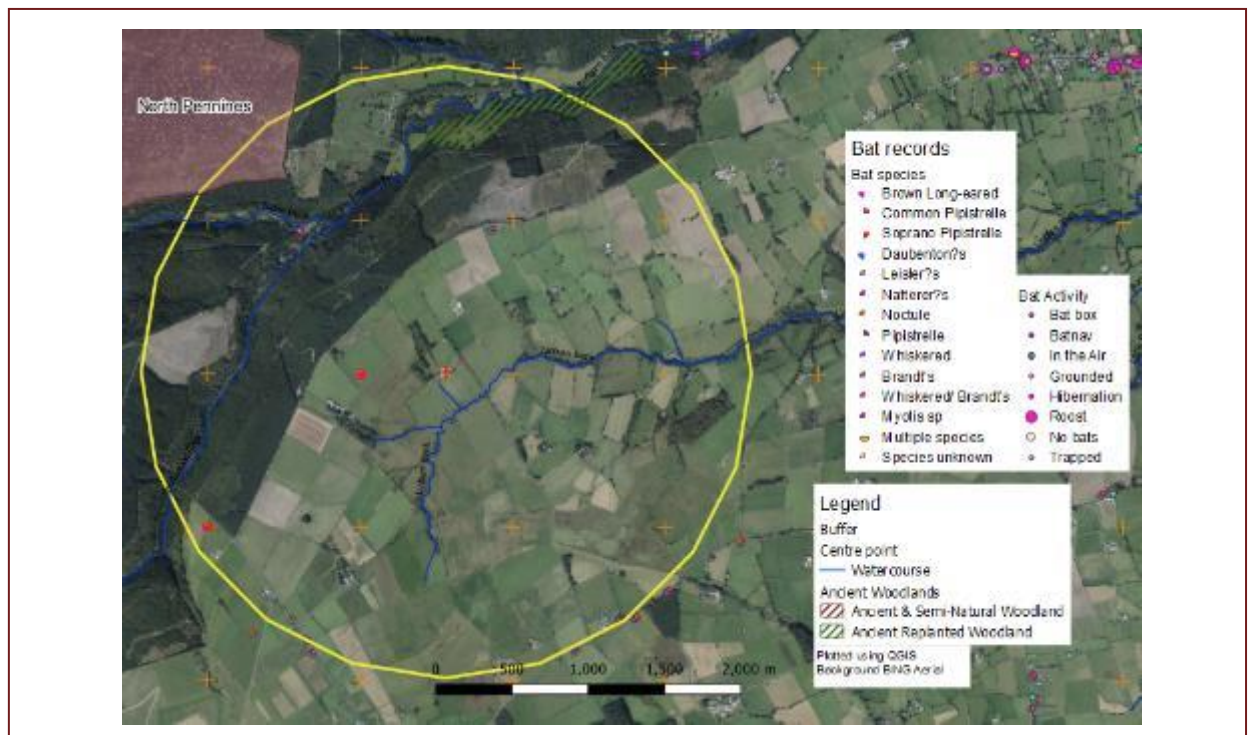 North Pennines
Bat records
Bat species
Brown Long-eared
Common Pipistrelle
Soprano Pipistrelle
Daubenton?s
Leisler?s
Natterer?s
Noctule
Pipistrelle
Whiskered
Brandt's
Whiskered/ Brandt's
Myotis sp
Multiple species
Species unknown
Bat Activity
Bat box
Batnav
In the Air
Grounded
Hibernation
Roost
No bats
Trapped
Legend
Buffer
Centre point
Watercourse
Ancient Woodlands
Ancient & Semi-Natural Woodland
Ancient Replanted Woodland
Plotted using QGIS
Background BING Aerial
0 500 1,000 1,500 2,000 m